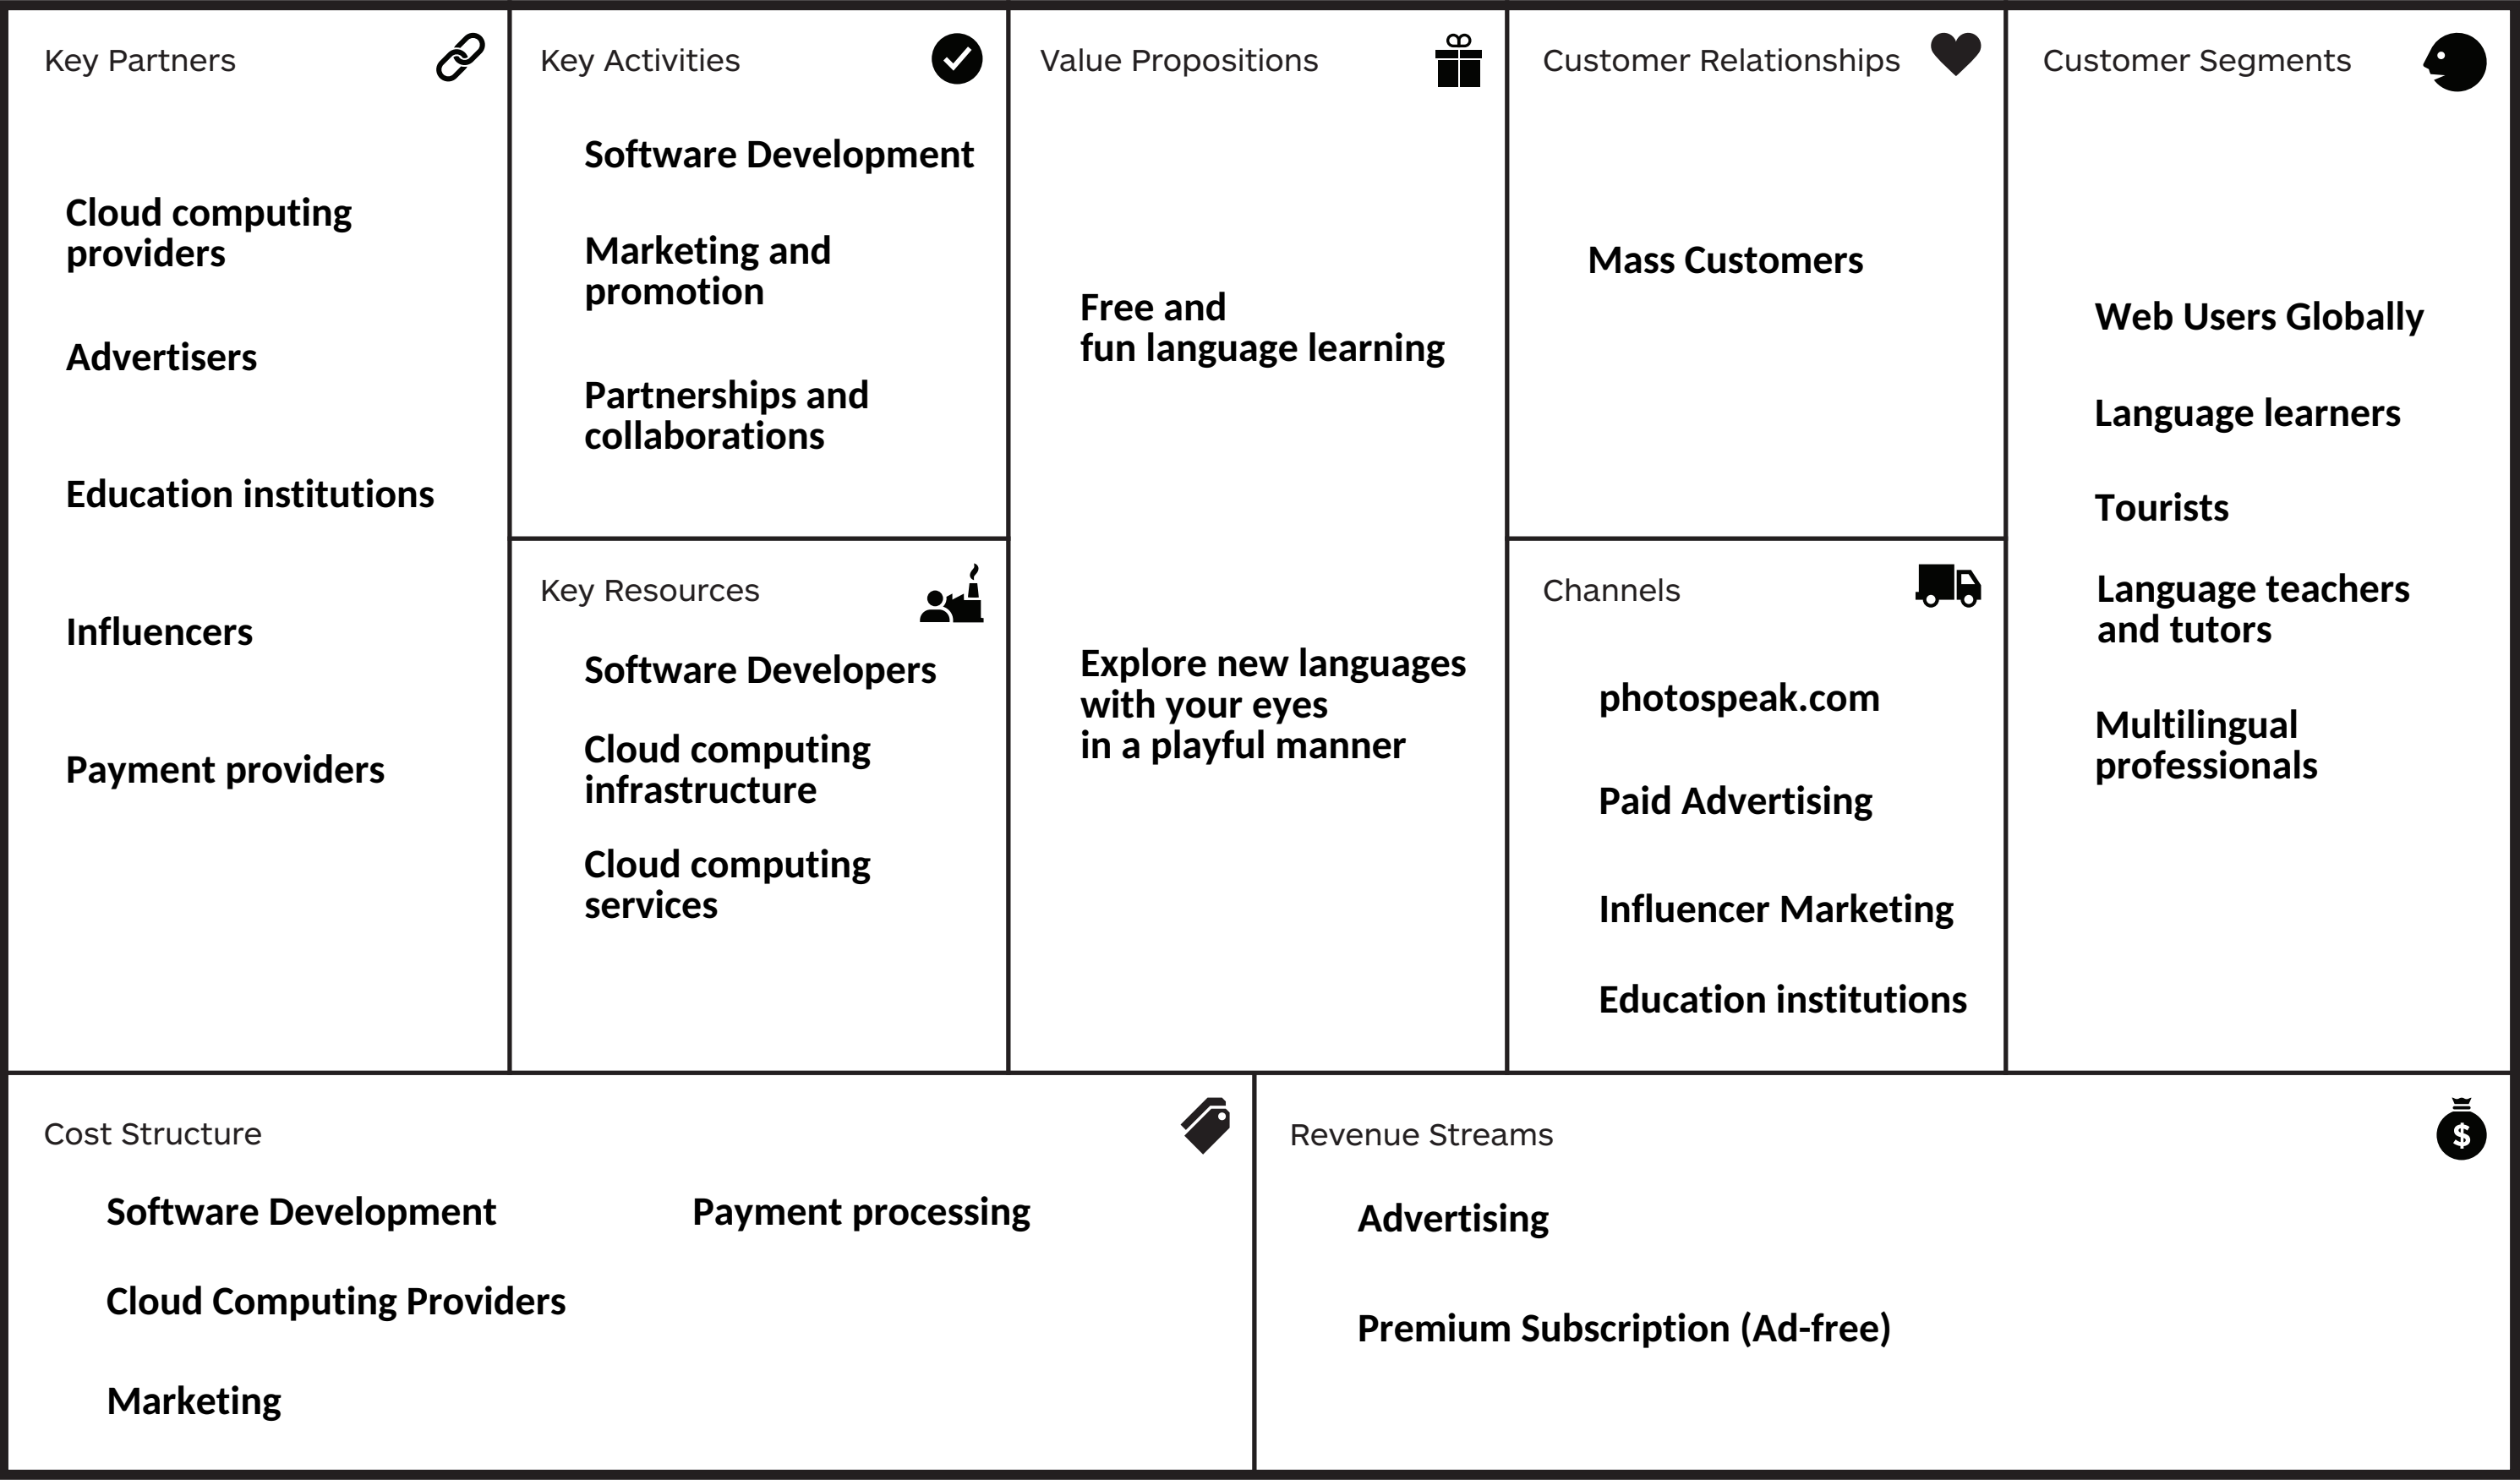 Key Partners
Cloud computing
providers
Advertisers
Education institutions
Influencers
Payment providers
Key Activities
Software Development
Marketing and
promotion
Partnerships and
collaborations
Key Resources
Software Developers
Cloud computing
infrastructure
Cloud computing
services
Value Propositions
Free and
fun language learning
Explore new languages
with your eyes
in a playful manner
Customer Relationships
Mass Customers
Channels
photospeak.com
Paid Advertising
Influencer Marketing
Education institutions
Customer Segments
Web Users Globally
Language learners
Tourists
Language teachers
and tutors
Multilingual
professionals
Cost Structure
Software Development
Cloud Computing Providers
Marketing
Payment processing
Revenue Streams
$
Advertising
Premium Subscription (Ad-free)